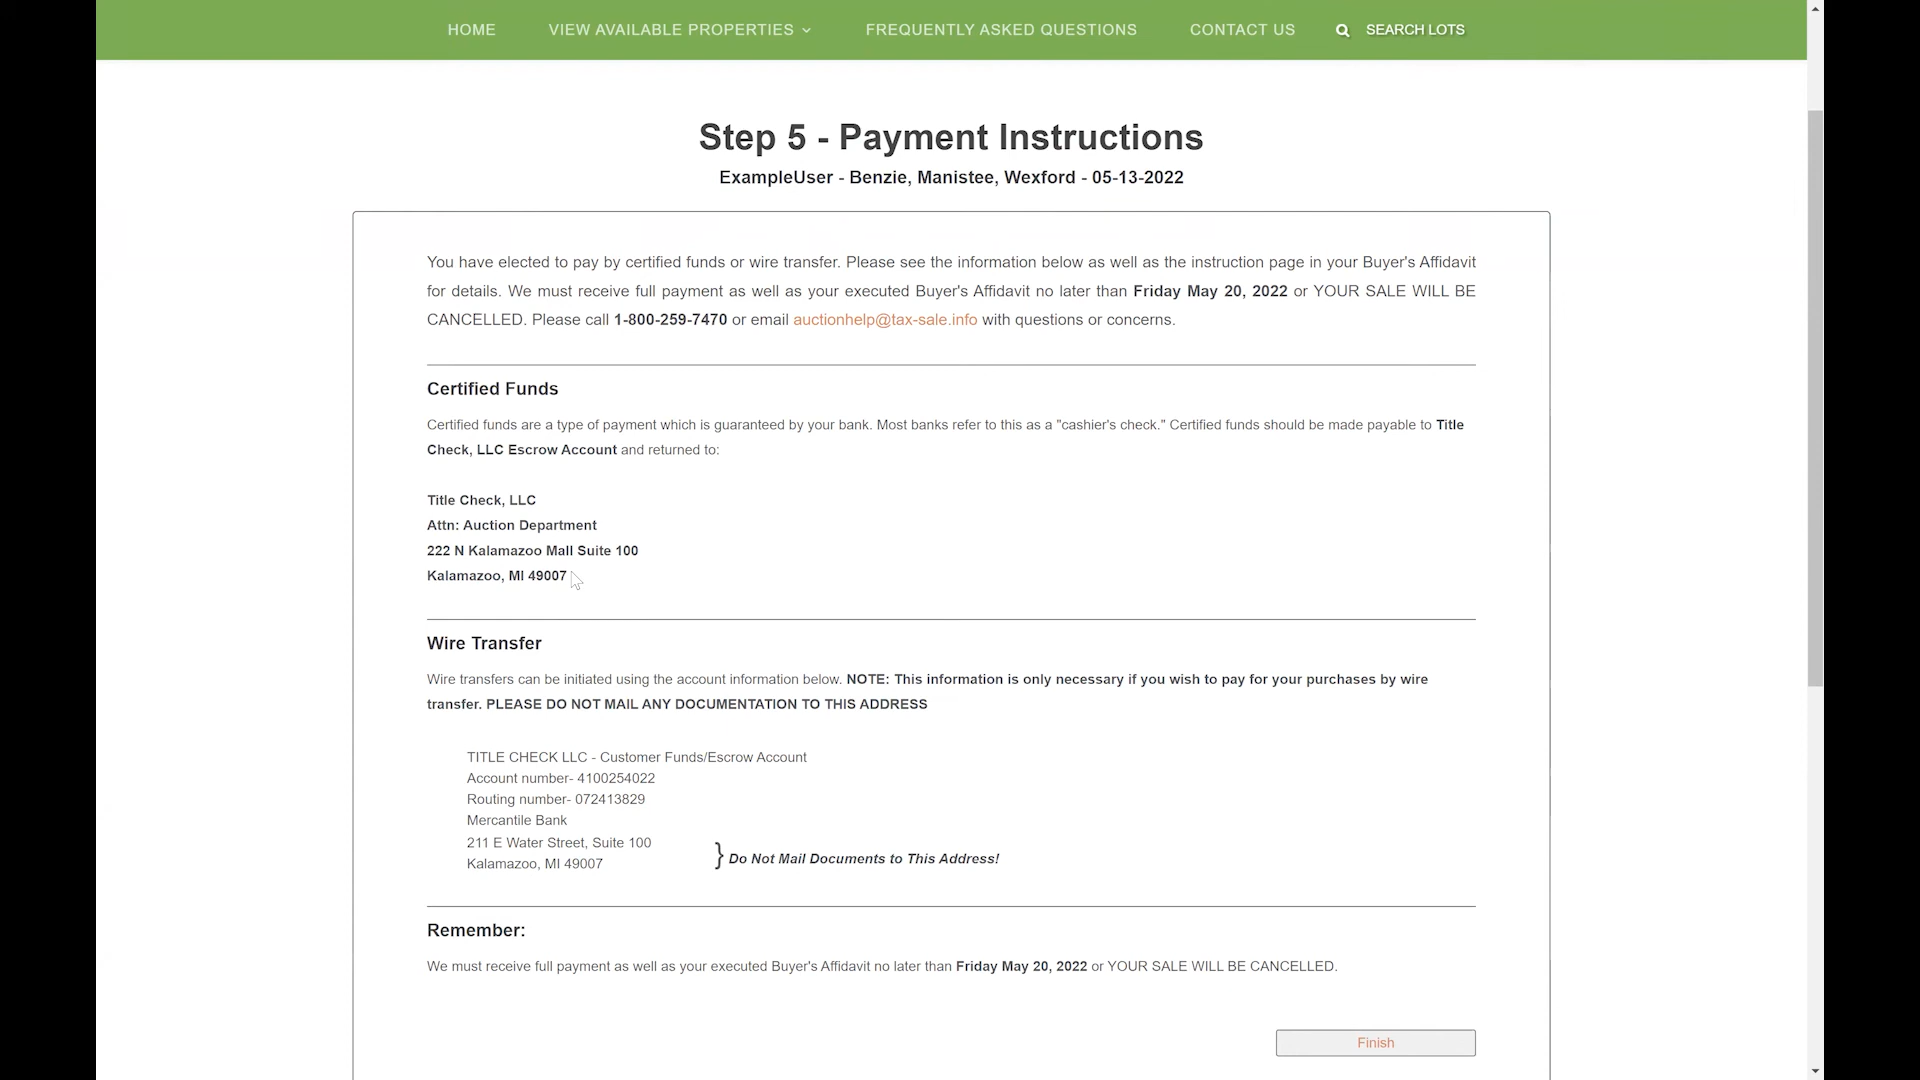 HOME VIEW AVAILABLE PROPERTIES FREQUENTLY ASKED QUESTIONS CONTACT US SEARCH LOTS
Step 5 - Payment Instructions
ExampleUser - Benzie, Manistee, Wexford - 05-13-2022
You have elected to pay by certified funds or wire transfer. Please see the information below as well as the instruction page in your Buyer's Affidavit
for details. We must receive full payment as well as your executed Buyer's Affidavit no later than Friday May 20, 2022 or YOUR SALE WILL BE
CANCELLED. Please call 1-800-259-7470 or email auctionhelp@tax-sale.info with questions or concerns.
Certified Funds
Certified funds are a type of payment which is guaranteed by your bank. Most banks refer to this as a "cashier's check." Certified funds should be made payable to Title
Check, LLC Escrow Account and returned to:
Title Check, LLC
Attn: Auction Department
222 N Kalamazoo Mall Suite 100
Kalamazoo, MI 49007
Wire Transfer
Wire transfers can be initiated using the account information below. NOTE: This information is only necessary if you wish to pay for your purchases by wire
transfer. PLEASE DO NOT MAIL ANY DOCUMENTATION TO THIS ADDRESS
TITLE CHECK LLC - Customer Funds/Escrow Account
Account number- 4100254022
Routing number- 072413829
Mercantile Bank
211 E Water Street, Suite 100
Kalamazoo, MI 49007
} Do Not Mail Documents to This Address!
Remember:
We must receive full payment as well as your executed Buyer's Affidavit no later than Friday May 20, 2022 or YOUR SALE WILL BE CANCELLED.
Finish